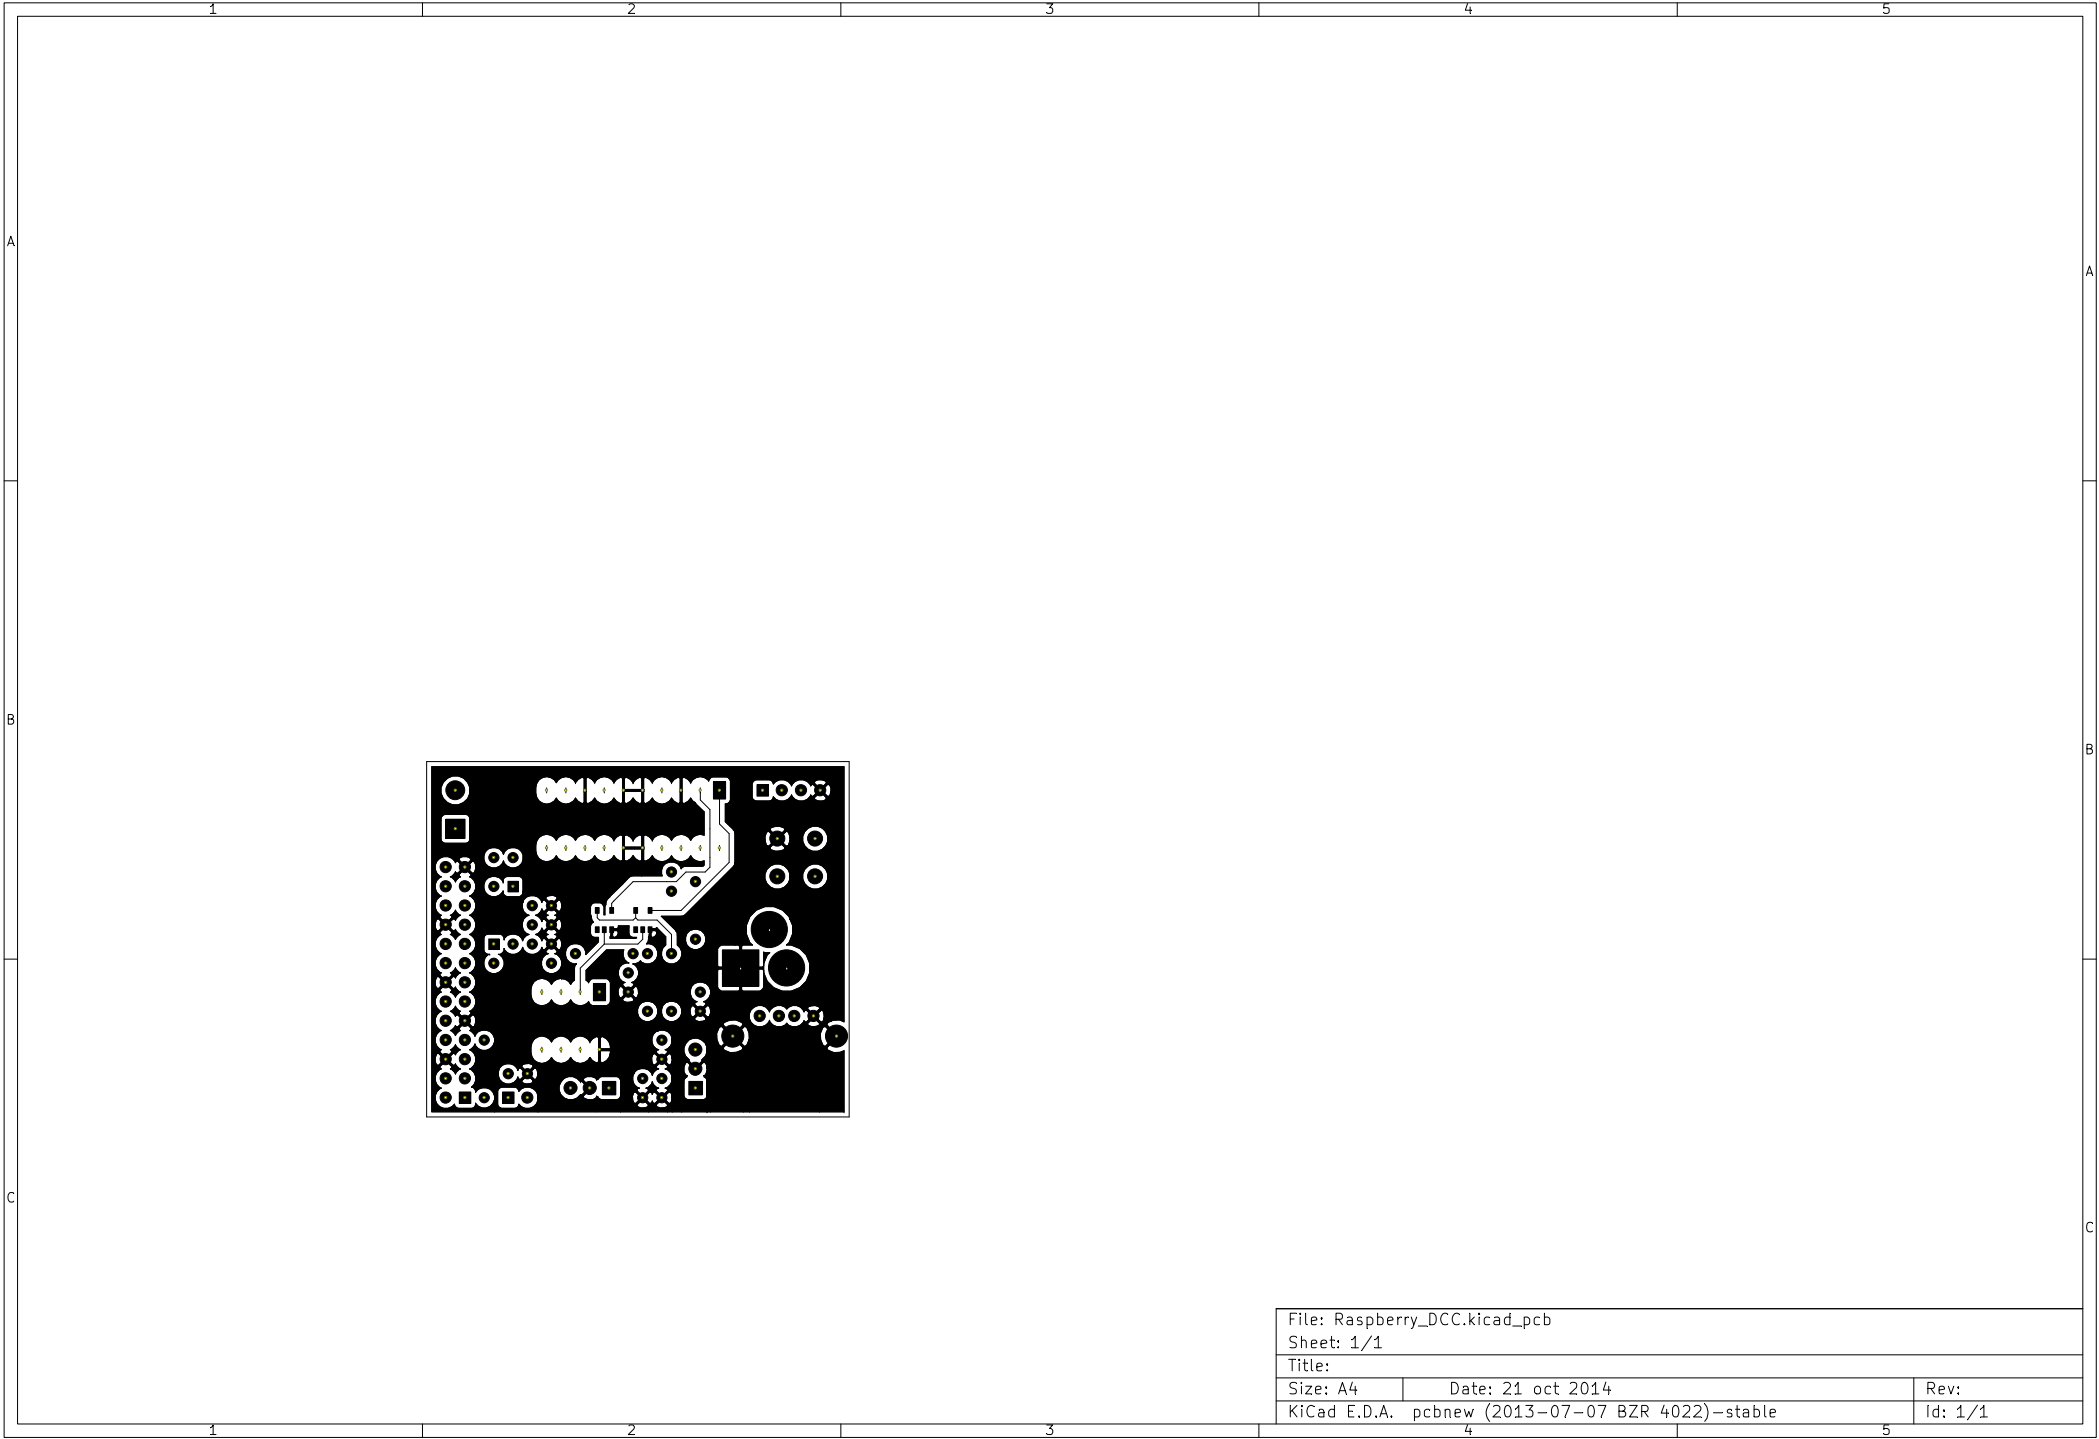 1 2 3 4 5
A A
B B
C C
File: Raspberry_DCC.kicad_pcb
Sheet: 1/1
Title:
Size: A4 Date: 21 oct 2014 Rev:
KiCad E.D.A. pcbnew (2013-07-07 BZR 4022)-stable Id: 1/1
1 2 3 4 5